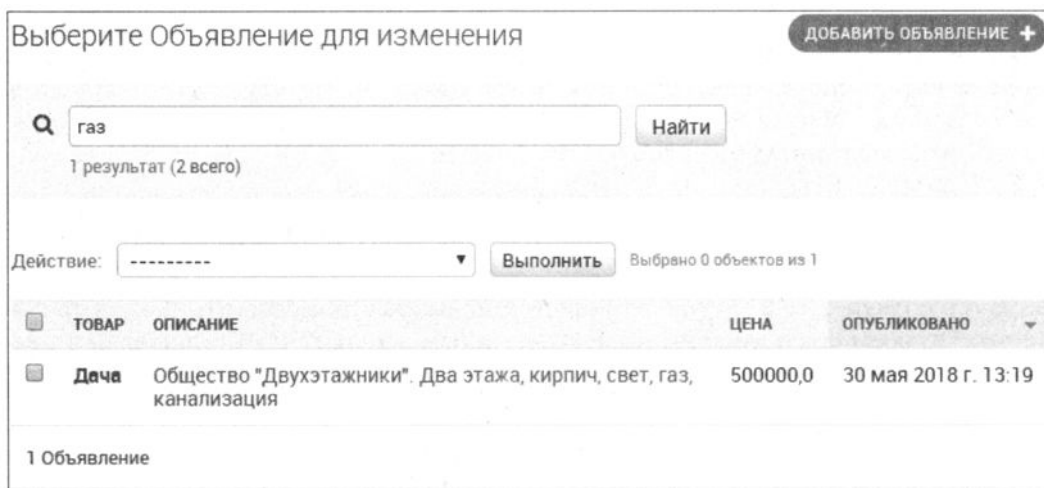 Выберите Объявление для изменения
ДОБАВИТЬ ОБЪЯВЛЕНИЕ +
газ
Найти
1 результат (2 всего)
Действие: --------- Выполнить Выбрано 0 объектов из 1
ТОВАР ОПИСАНИЕ ЦЕНА ОПУБЛИКОВАНО
Дача Общество "Двухэтажники". Два этажа, кирпич, свет, газ, 500000,0 30 мая 2018 г. 13:19
канализация
1 Объявление